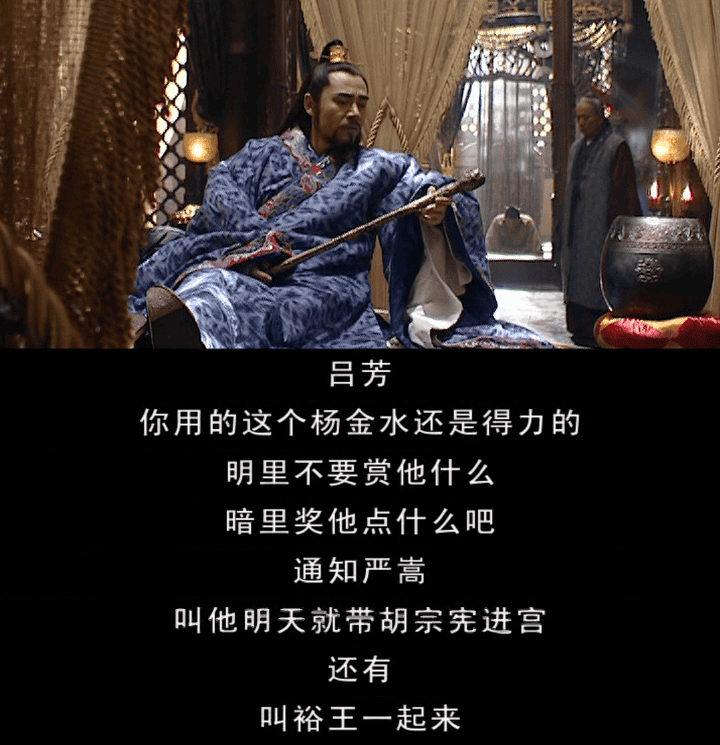 吕芳
你用的这个杨金水还是得力的
明里不要赏他什么
暗里奖他点什么吧
通知严嵩
叫他明天就带胡宗宪进宫
还有
叫裕王一起来